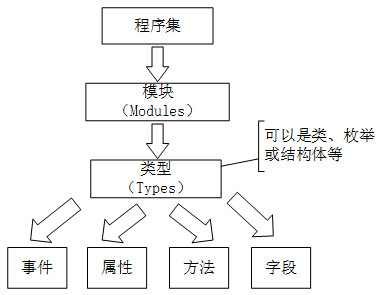 程序集
模块
（Modules）
可以是类、枚举
或结构体等
类型
（Types）
事件
属性
方法
字段